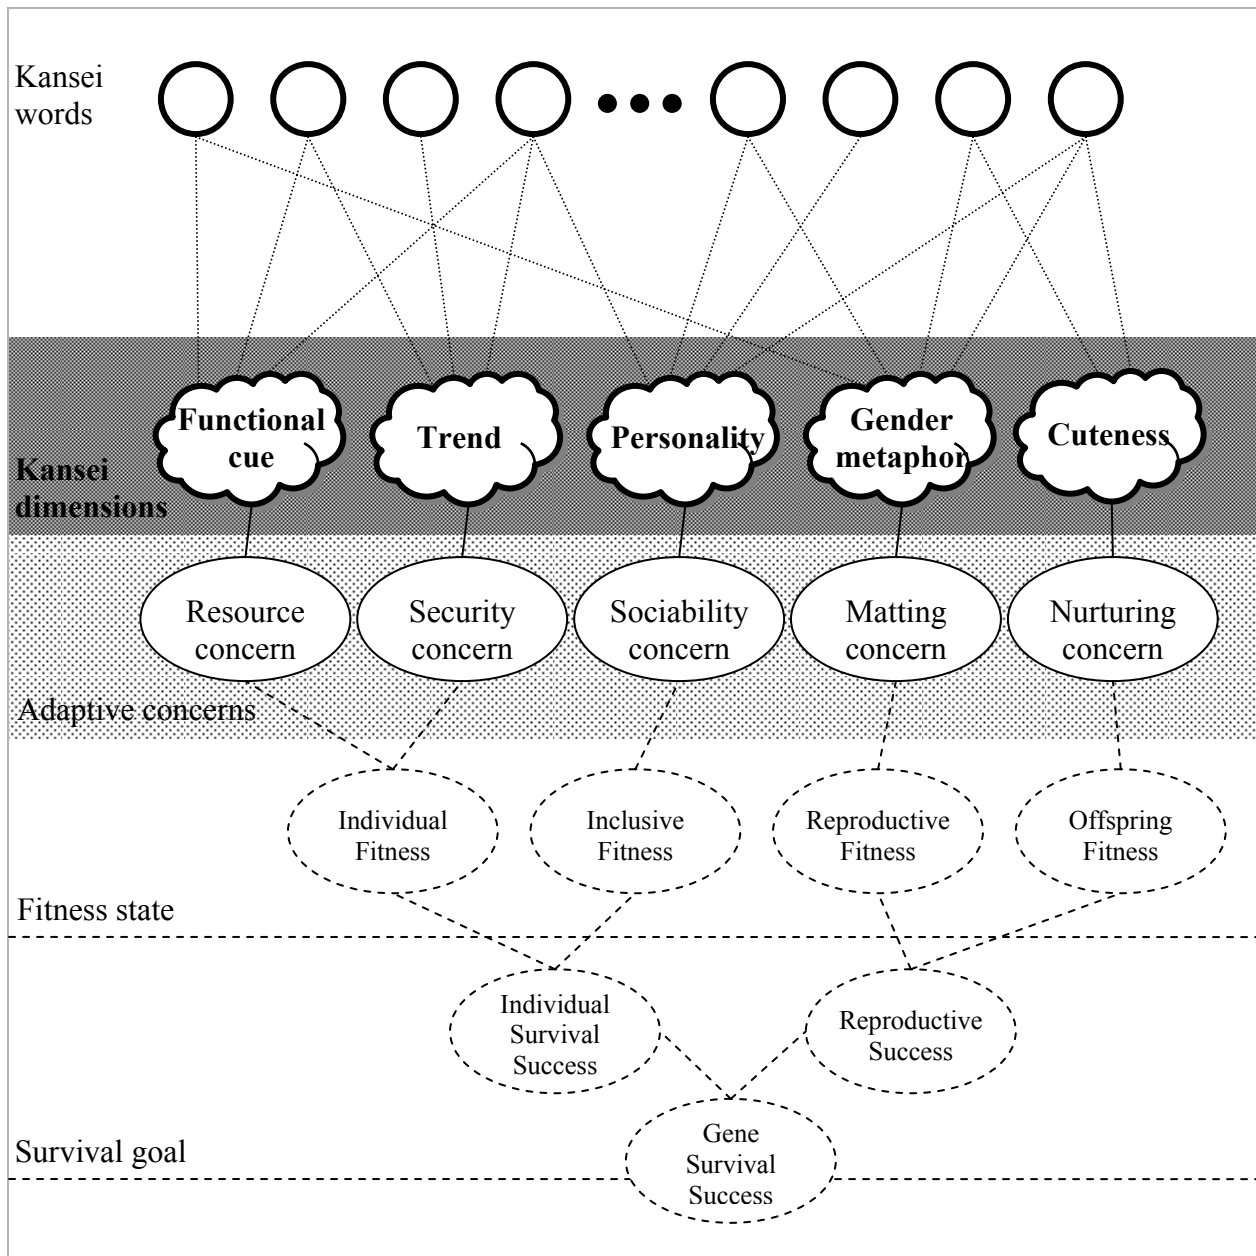 Kansei
words
Functional
cue
Trend
Personality
Gender
metaphor
Cuteness
Kansei
dimensions
Resource
concern
Security
concern
Sociability
concern
Matting
concern
Nurturing
concern
Adaptive concerns
Individual
Fitness
Inclusive
Fitness
Reproductive
Fitness
Offspring
Fitness
Fitness state
Individual
Survival
Success
Reproductive
Success
Gene
Survival
Success
Survival goal